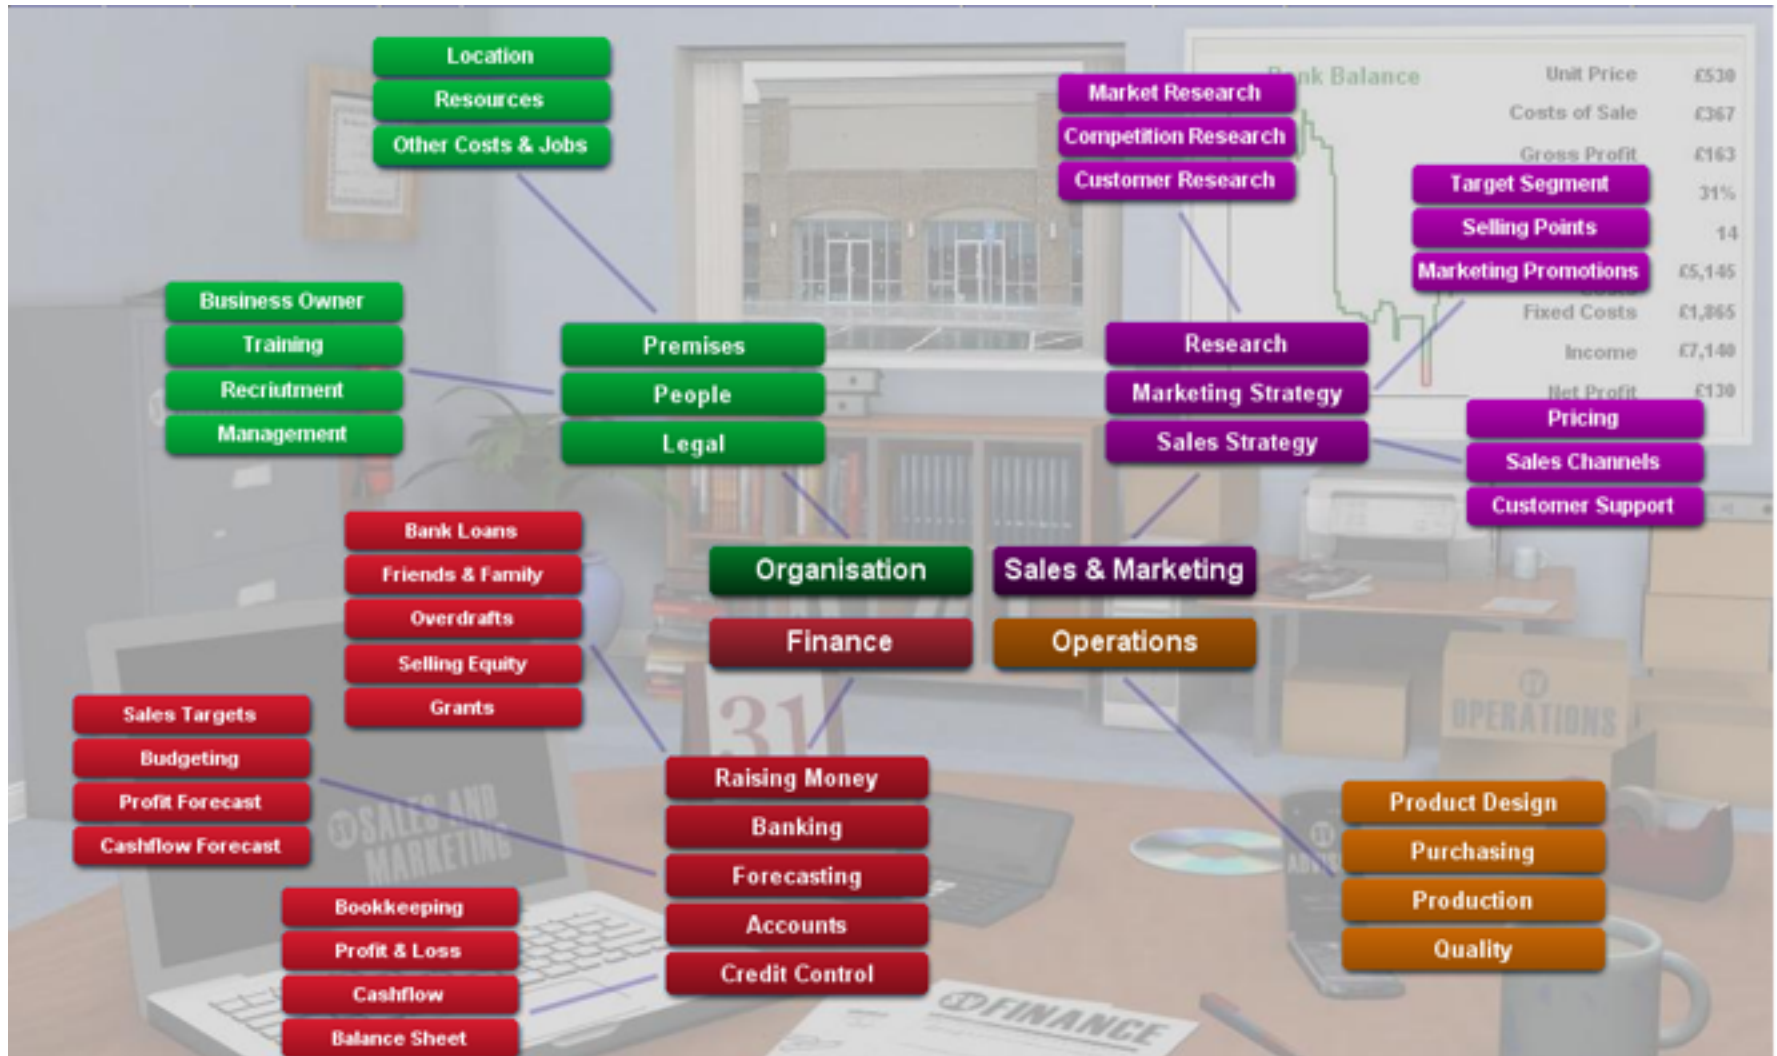 Location
Resources
Other Costs & Jobs
Market Research
Competition Research
Customer Research
Bank Balance
Unit Price £530
Costs of Sale £367
Gross Profit £163
31%
14
£5,145
Fixed Costs £1,865
Income £7,140
Net Profit £130
Target Segment
Selling Points
Marketing Promotions
Business Owner
Training
Recriutment
Management
Premises
People
Legal
Research
Marketing Strategy
Sales Strategy
Pricing
Sales Channels
Customer Support
Bank Loans
Friends & Family
Overdrafts
Selling Equity
Grants
Organisation
Sales & Marketing
Finance
Operations
Sales Targets
Budgeting
Profit Forecast
Cashflow Forecast
31
OPERATIONS
SALES AND
MARKETING
Raising Money
Banking
Forecasting
Accounts
Credit Control
Product Design
Purchasing
Production
Quality
Bookkeeping
Profit & Loss
Cashflow
Balance Sheet
FINANCE